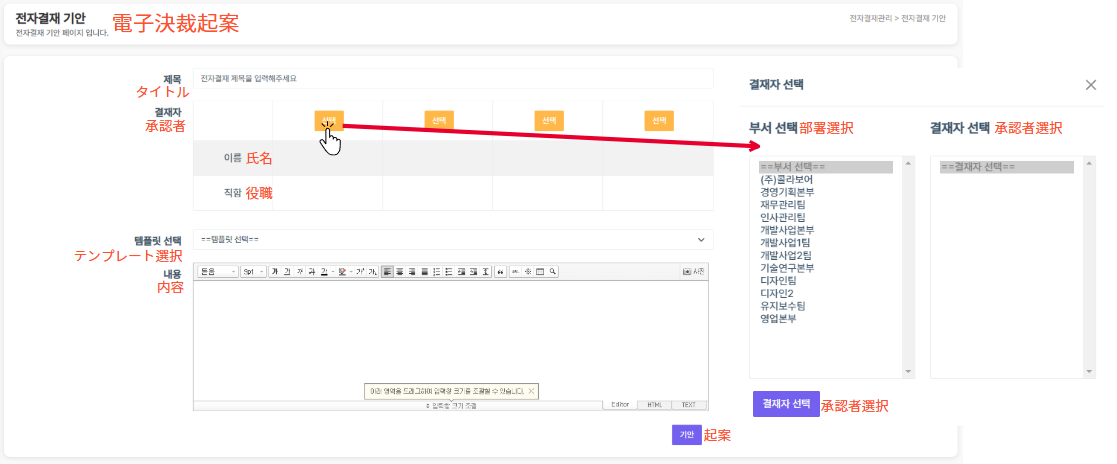 전자결재 기안 電子決裁起案
전자결재 기안 페이지 입니다.
전자결재관리 > 전자결재 기안
제목 전자결재 제목을 입력해주세요
タイトル
결재자
承認者
선택 선택 선택 선택
이름 氏名
직함 役職
템플릿 선택 ==템플릿 선택==
テンプレート選択
내용
内容
돋움 9pt 가 가 가 가 가 사진
아래 영역을 드래그하여 입력창 크기를 조절할 수 있습니다.
입력창 크기 조절
Editor HTML TEXT
기안 起案
결재자 선택
부서 선택 部署選択
==부서 선택==
(주)콜라보어
경영기획본부
재무관리팀
인사관리팀
개발사업본부
개발사업1팀
개발사업2팀
기술연구본부
디자인팀
디자인2
유지보수팀
영업본부
결재자 선택 承認者選択
==결재자 선택==
결재자 선택 承認者選択